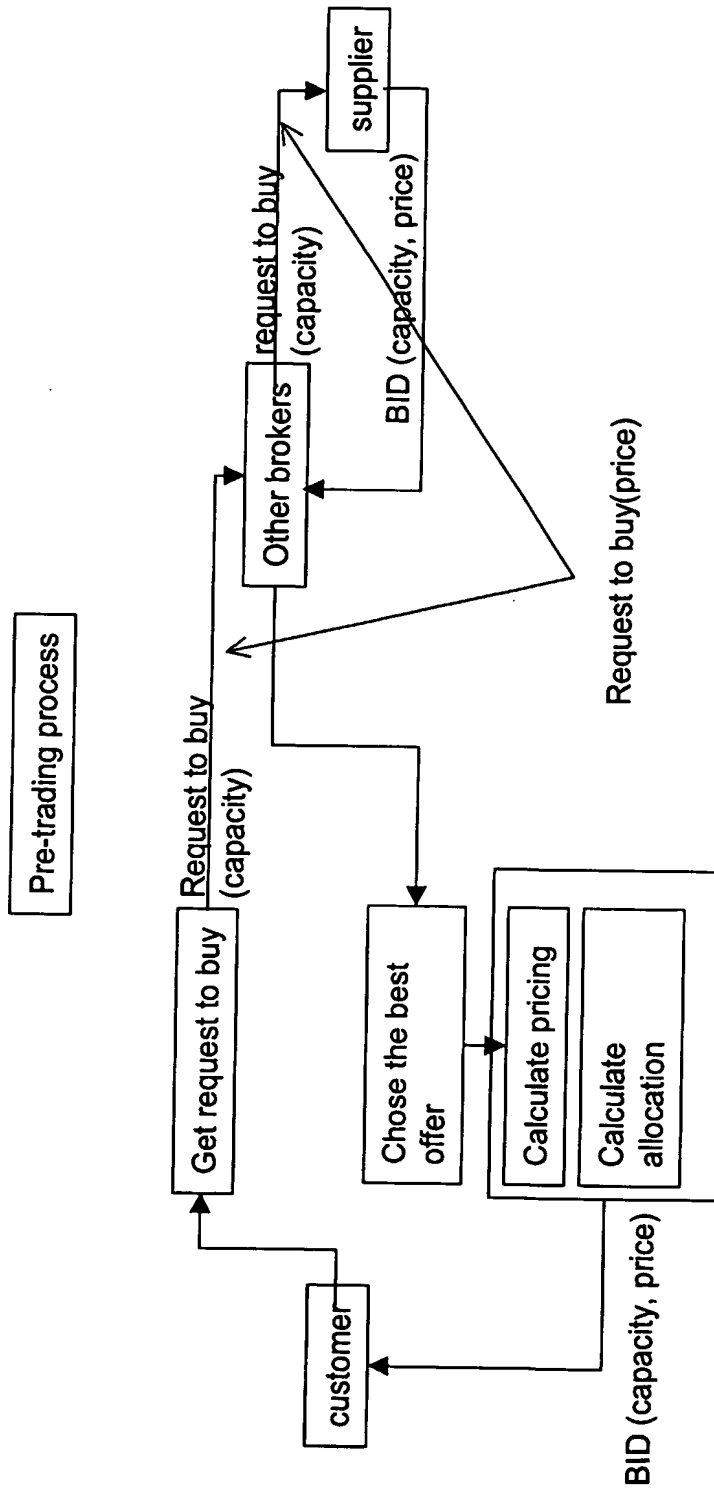 Pre-trading process
Get request to buy
Request to buy
(capacity)
Other brokers
request to buy
(capacity)
supplier
BID (capacity, price)
Request to buy(price)
customer
Chose the best
offer
Calculate pricing
Calculate
allocation
BID (capacity, price)